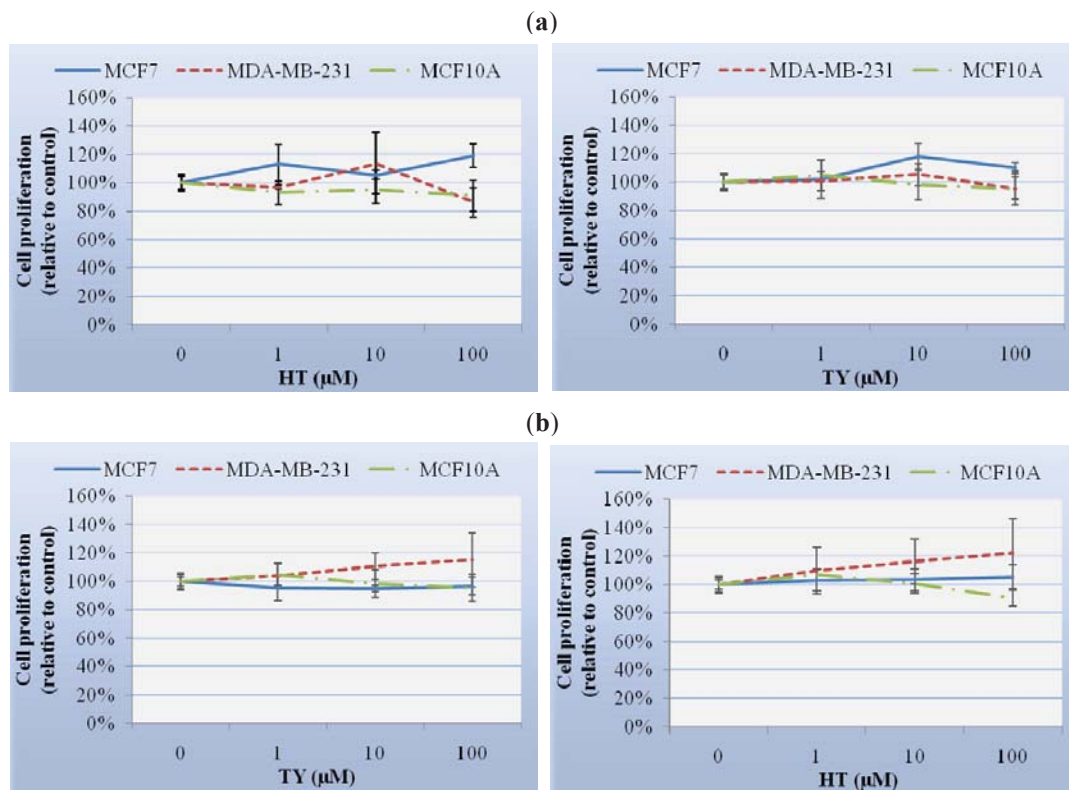 (a)
MCF7 MDA-MB-231 MCF10A
Cell proliferation
(relative to control)
160%
140%
120%
100%
80%
60%
40%
20%
0%
0 1 10 100
HT (μM)
MCF7 MDA-MB-231 MCF10A
Cell proliferation
(relative to control)
160%
140%
120%
100%
80%
60%
40%
20%
0%
0 1 10 100
TY (μM)
(b)
MCF7 MDA-MB-231 MCF10A
Cell proliferation
(relative to control)
160%
140%
120%
100%
80%
60%
40%
20%
0%
0 1 10 100
TY (μM)
MCF7 MDA-MB-231 MCF10A
Cell proliferation
(relative to control)
160%
140%
120%
100%
80%
60%
40%
20%
0%
0 1 10 100
HT (μM)